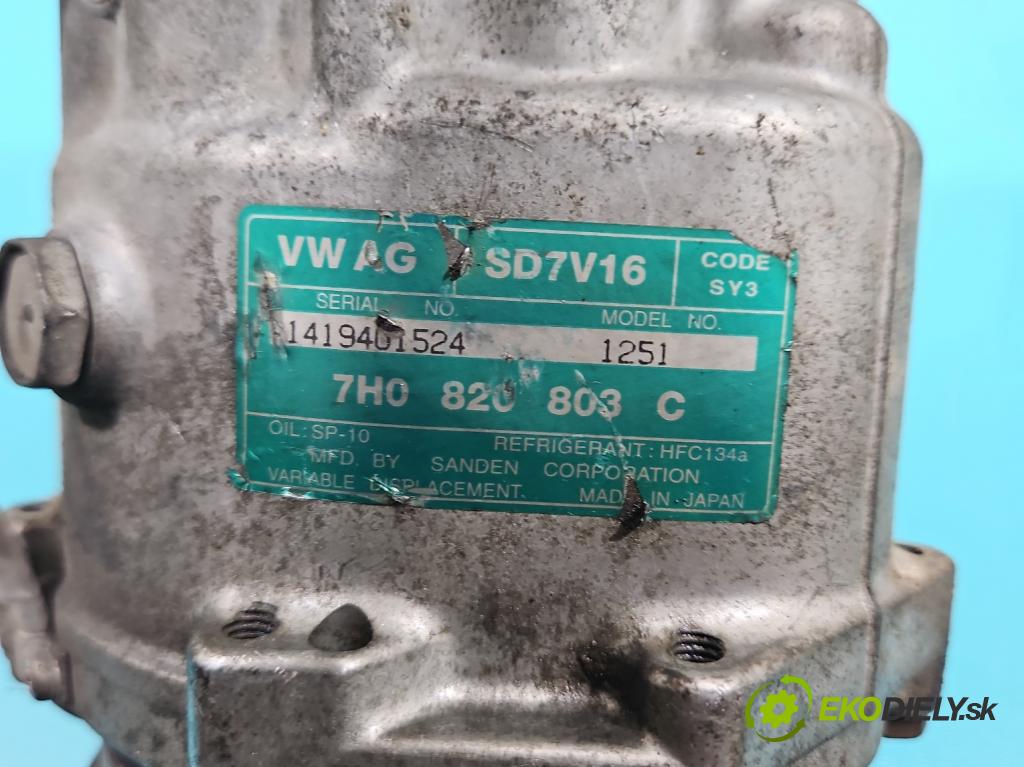 VW AG SD7V16 CODE
SY3
SERIAL NO. MODEL NO.
1419401524 1251
7H0 820 803 C
OIL: SP-10 REFRIGERANT: HFC134a
MFD. BY SANDEN CORPORATION
VARIABLE DISPLACEMENT MADE IN JAPAN
EKODIELY.sk